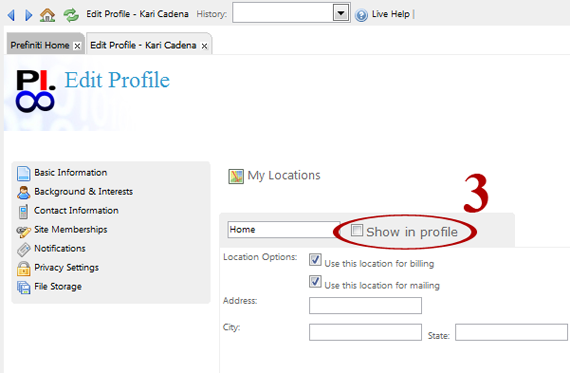 Edit Profile - Kari Cadena History: Live Help |
Prefiniti Home x Edit Profile - Kari Cadena x
PI.
Edit Profile
Basic Information
Background & Interests
Contact Information
Site Memberships
Notifications
Privacy Settings
File Storage
My Locations
3
Home Show in profile
Location Options: Use this location for billing
Use this location for mailing
Address:
City: State: